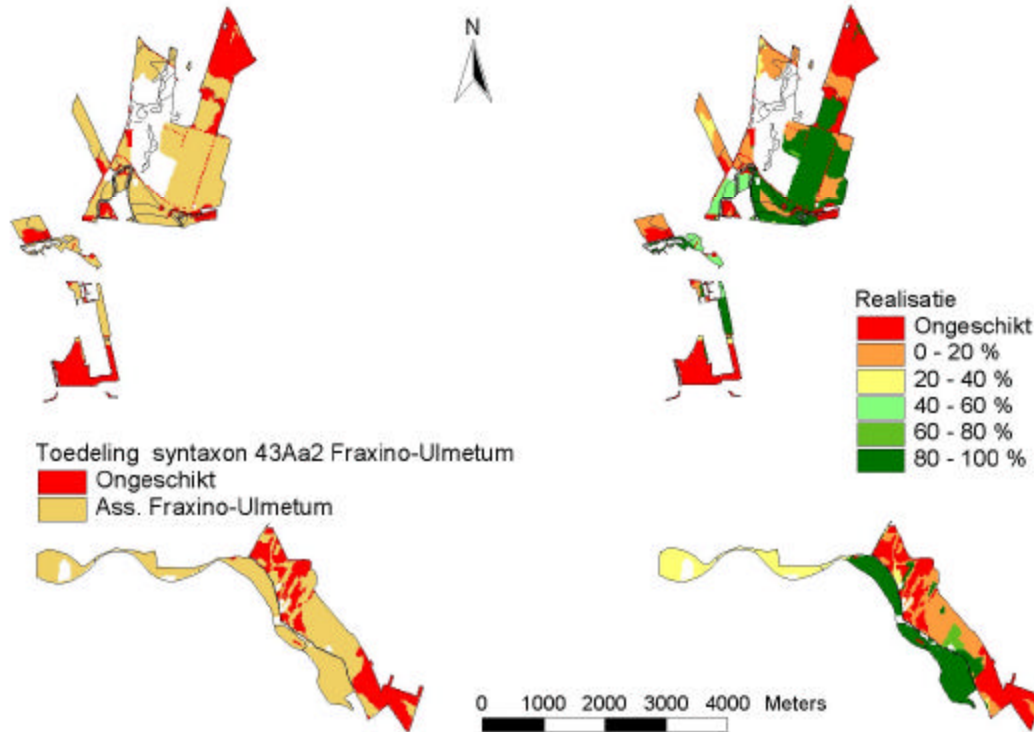 N
Realisatie
Ongeschikt
0 - 20 %
20 - 40 %
40 - 60 %
60 - 80 %
80 - 100 %
Toedeling syntaxon 43Aa2 Fraxino-Ulmetum
Ongeschikt
Ass. Fraxino-Ulmetum
0 1000 2000 3000 4000 Meters